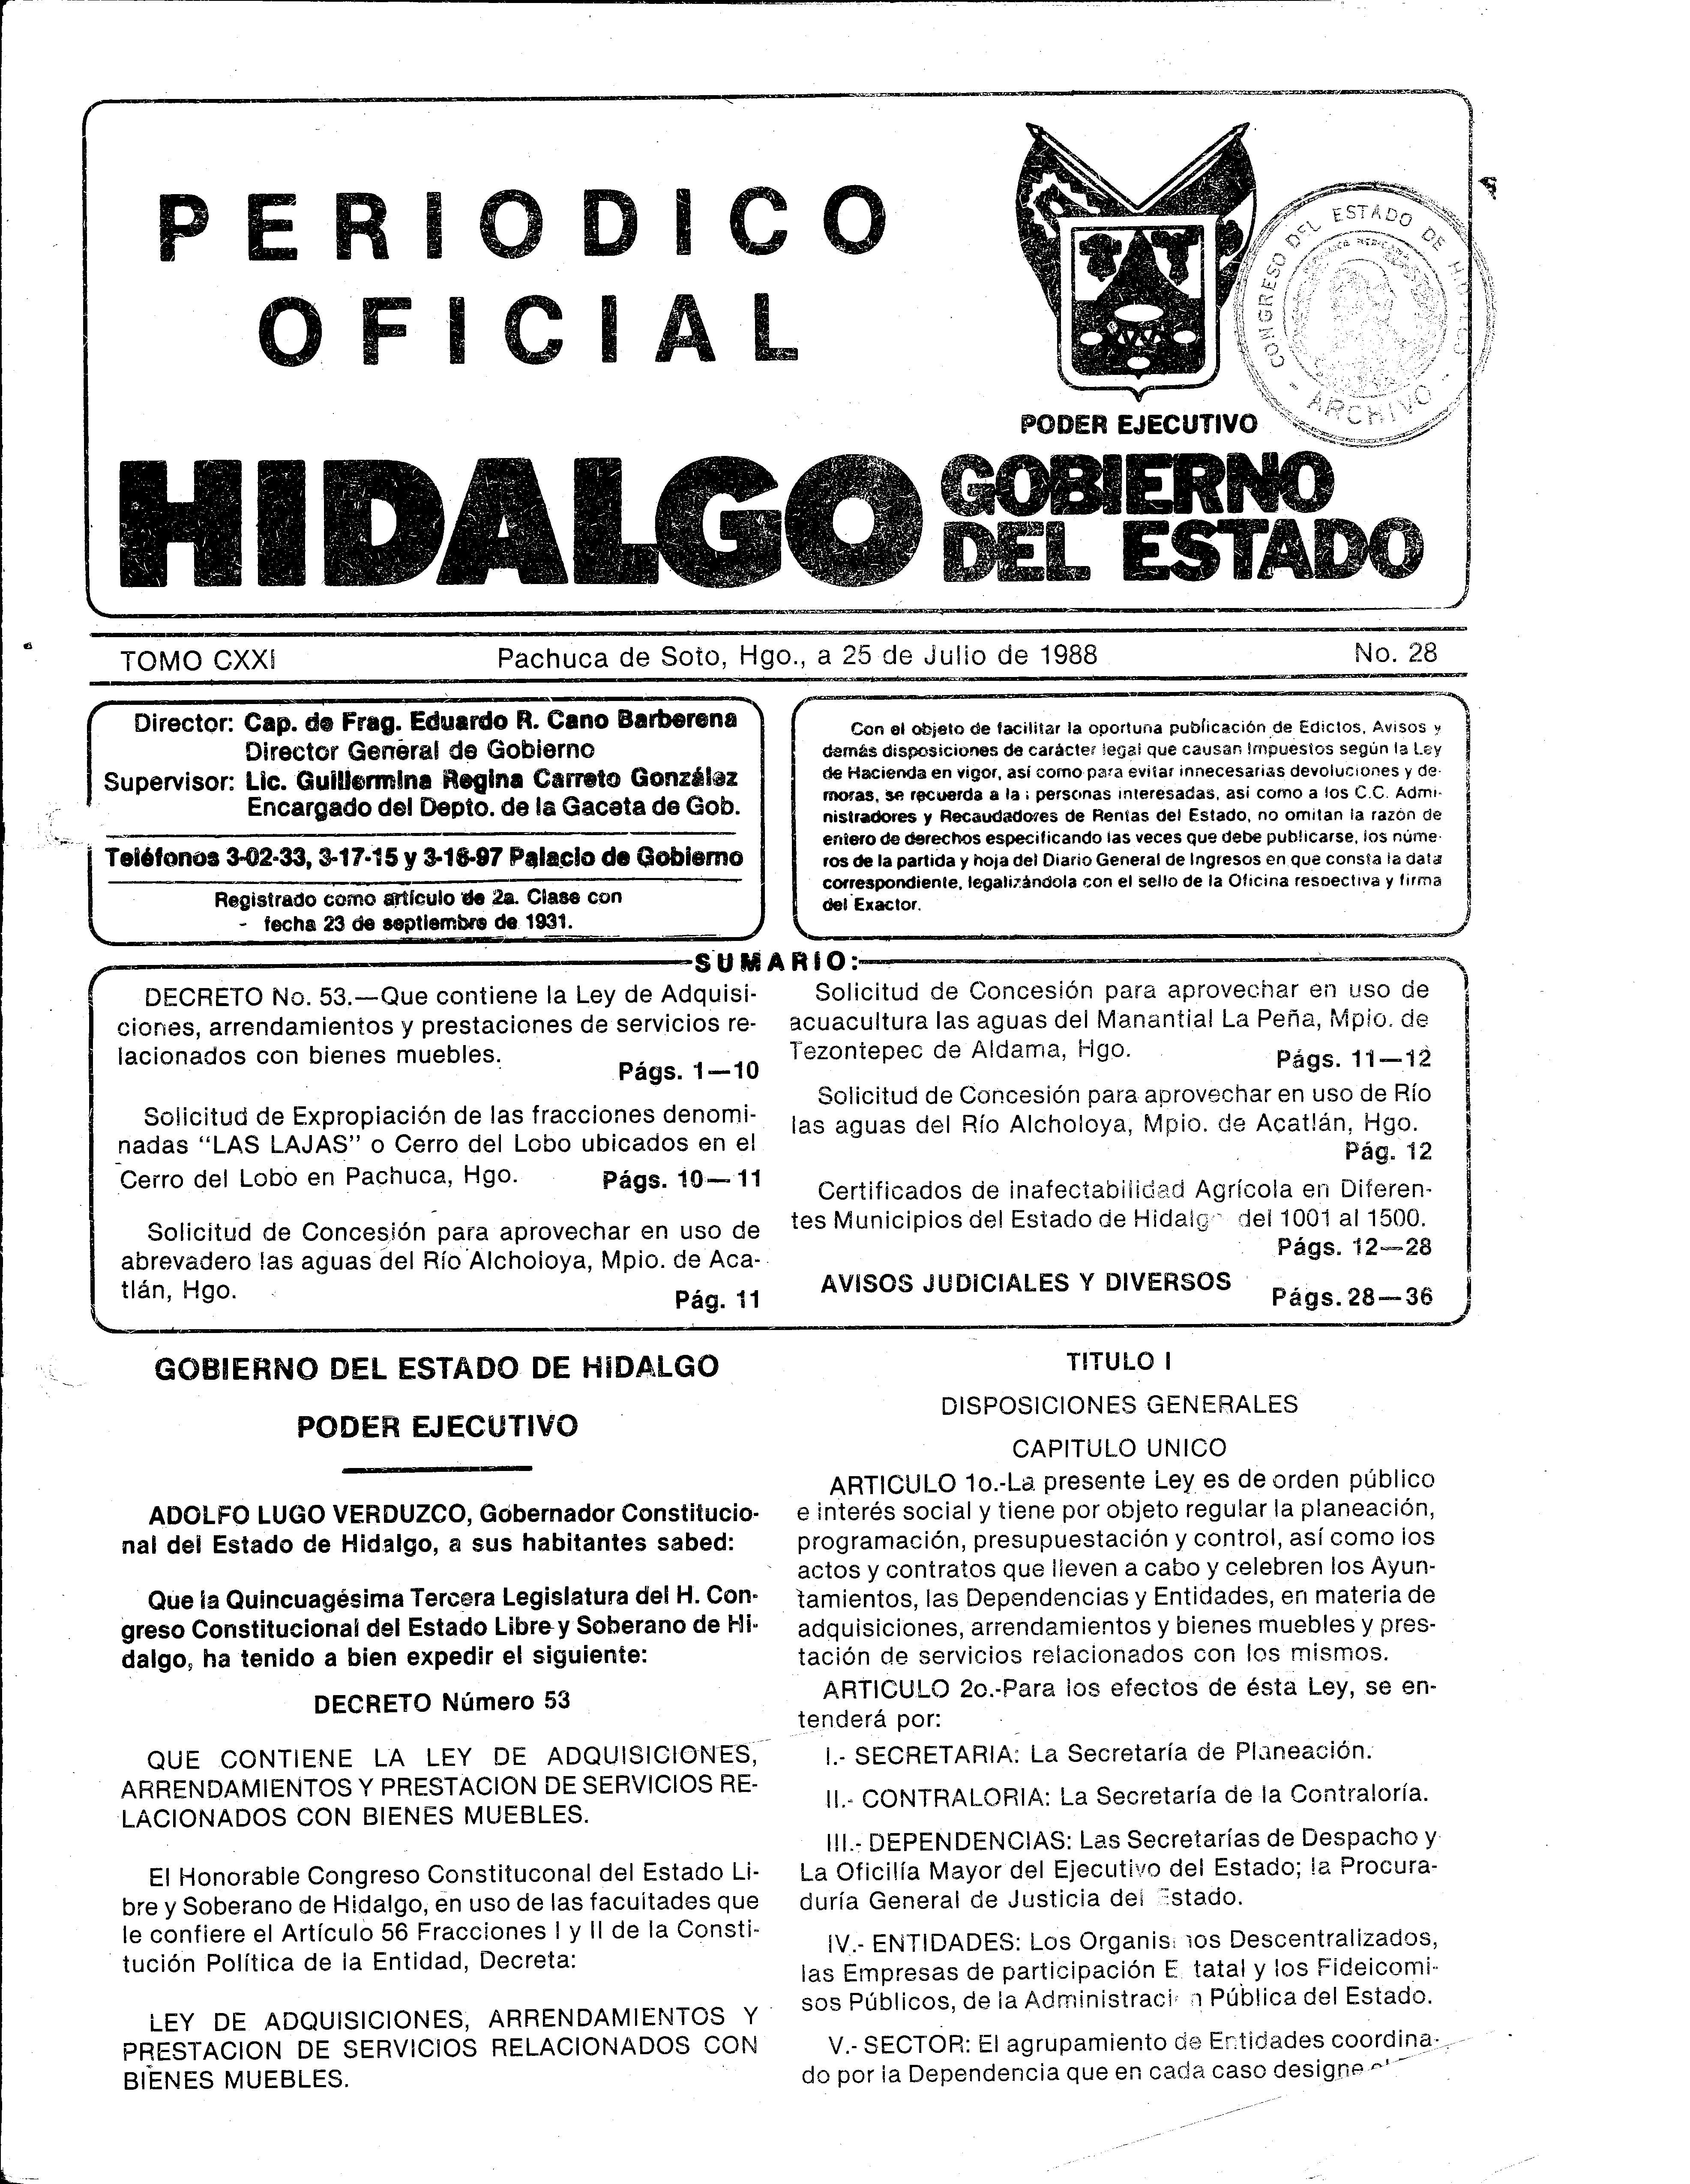 PERIODICO
OFICIAL
PODER EJECUTIVO
CONGRESO DEL ESTADO DE
- ARCHIVO -
HIDALGO GOBIERNO
DEL ESTADO
TOMO CXXI
Pachuca de Soto, Hgo., a 25 de Julio de 1988
No. 28
Director: Cap. de Frag. Eduardo R. Cano Barberena
Director General de Gobierno
Supervisor: Lic. Guillermina Regina Carreto González
Encargado del Depto. de la Gaceta de Gob.
Teléfonos 3-02-33, 3-17-15 y 3-16-97 Palacio de Gobierno
Registrado como artículo de 2a. Clase con
- fecha 23 de septiembre de 1931.
Con el objeto de facilitar la oportuna publicación de Edictos, Avisos y
demás disposiciones de carácter legal que causan Impuestos según la Ley
de Hacienda en vigor, así como para evitar innecesarias devoluciones y de-
moras, se recuerda a la personas interesadas, así como a los C.C. Admi-
nistradores y Recaudadores de Rentas del Estado, no omitan la razón de
entero de derechos especificando las veces que debe publicarse, los núme-
ros de la partida y hoja del Diario General de Ingresos en que consta la data
correspondiente, legalizándola con el sello de la Oficina respectiva y firma
del Exactor.
SUMARIO:
DECRETO No. 53.—Que contiene la Ley de Adquisi-
ciones, arrendamientos y prestaciones de servicios re-
lacionados con bienes muebles.
Págs. 1—10
Solicitud de Expropiación de las fracciones denomi-
nadas "LAS LAJAS" o Cerro del Lobo ubicados en el
Cerro del Lobo en Pachuca, Hgo. Págs. 10—11
Solicitud de Concesión para aprovechar en uso de
abrevadero las aguas del Río Alcholoya, Mpio. de Aca-
tlán, Hgo.
Pág. 11
Solicitud de Concesión para aprovechar en uso de
acuacultura las aguas del Manantial La Peña, Mpio. de
Tezontepec de Aldama, Hgo. Págs. 11—12
Solicitud de Concesión para aprovechar en uso de Río
las aguas del Río Alcholoya, Mpio. de Acatlán, Hgo.
Pág. 12
Certificados de inafectabilidad Agrícola en Diferen-
tes Municipios del Estado de Hidalg del 1001 al 1500.
Págs. 12—28
AVISOS JUDICIALES Y DIVERSOS
Págs. 28—36
GOBIERNO DEL ESTADO DE HIDALGO
PODER EJECUTIVO
ADOLFO LUGO VERDUZCO, Gobernador Constitucio-
nal del Estado de Hidalgo, a sus habitantes sabed:
Que la Quincuagésima Tercera Legislatura del H. Con-
greso Constitucional del Estado Libre y Soberano de Hi-
dalgo, ha tenido a bien expedir el siguiente:
DECRETO Número 53
QUE CONTIENE LA LEY DE ADQUISICIONES,
ARRENDAMIENTOS Y PRESTACION DE SERVICIOS RE-
LACIONADOS CON BIENES MUEBLES.
El Honorable Congreso Constituconal del Estado Li-
bre y Soberano de Hidalgo, en uso de las facultades que
le confiere el Artículo 56 Fracciones I y II de la Consti-
tución Política de la Entidad, Decreta:
LEY DE ADQUISICIONES, ARRENDAMIENTOS Y
PRESTACION DE SERVICIOS RELACIONADOS CON
BIENES MUEBLES.
TITULO I
DISPOSICIONES GENERALES
CAPITULO UNICO
ARTICULO 1o.-La presente Ley es de orden público
e interés social y tiene por objeto regular la planeación,
programación, presupuestación y control, así como los
actos y contratos que lleven a cabo y celebren los Ayun-
tamientos, las Dependencias y Entidades, en materia de
adquisiciones, arrendamientos y bienes muebles y pres-
tación de servicios relacionados con los mismos.
ARTICULO 2o.-Para los efectos de ésta Ley, se en-
tenderá por:
I.- SECRETARIA: La Secretaría de Planeación.
II.- CONTRALORIA: La Secretaría de la Contraloría.
III.- DEPENDENCIAS: Las Secretarías de Despacho y
La Oficilía Mayor del Ejecutivo del Estado; la Procura-
duría General de Justicia del Estado.
IV.- ENTIDADES: Los Organis nos Descentralizados,
las Empresas de participación E tatal y los Fideicomi-
sos Públicos, de la Administraci n Pública del Estado.
V.- SECTOR: El agrupamiento de Entidades coordina-
do por la Dependencia que en cada caso designe